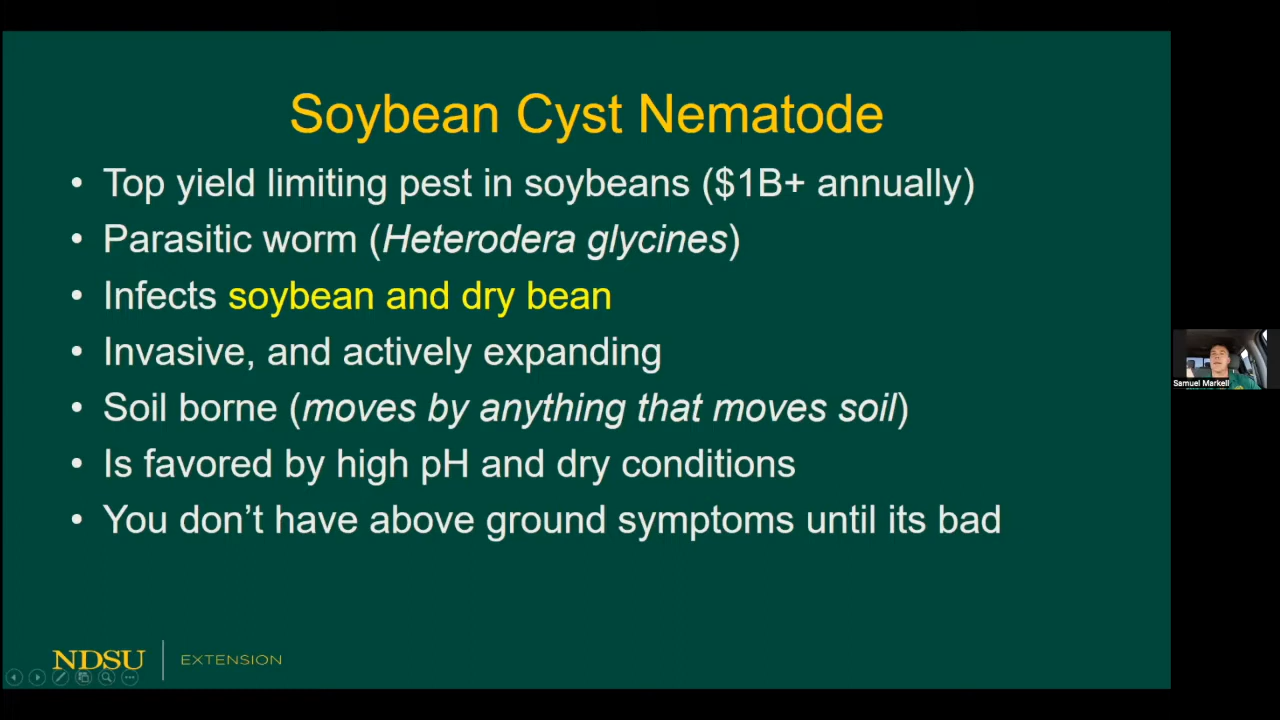 Soybean Cyst Nematode
• Top yield limiting pest in soybeans ($1B+ annually)
• Parasitic worm (Heterodera glycines)
• Infects soybean and dry bean
• Invasive, and actively expanding
• Soil borne (moves by anything that moves soil)
• Is favored by high pH and dry conditions
• You don’t have above ground symptoms until its bad
Samuel Markell
NDSU EXTENSION